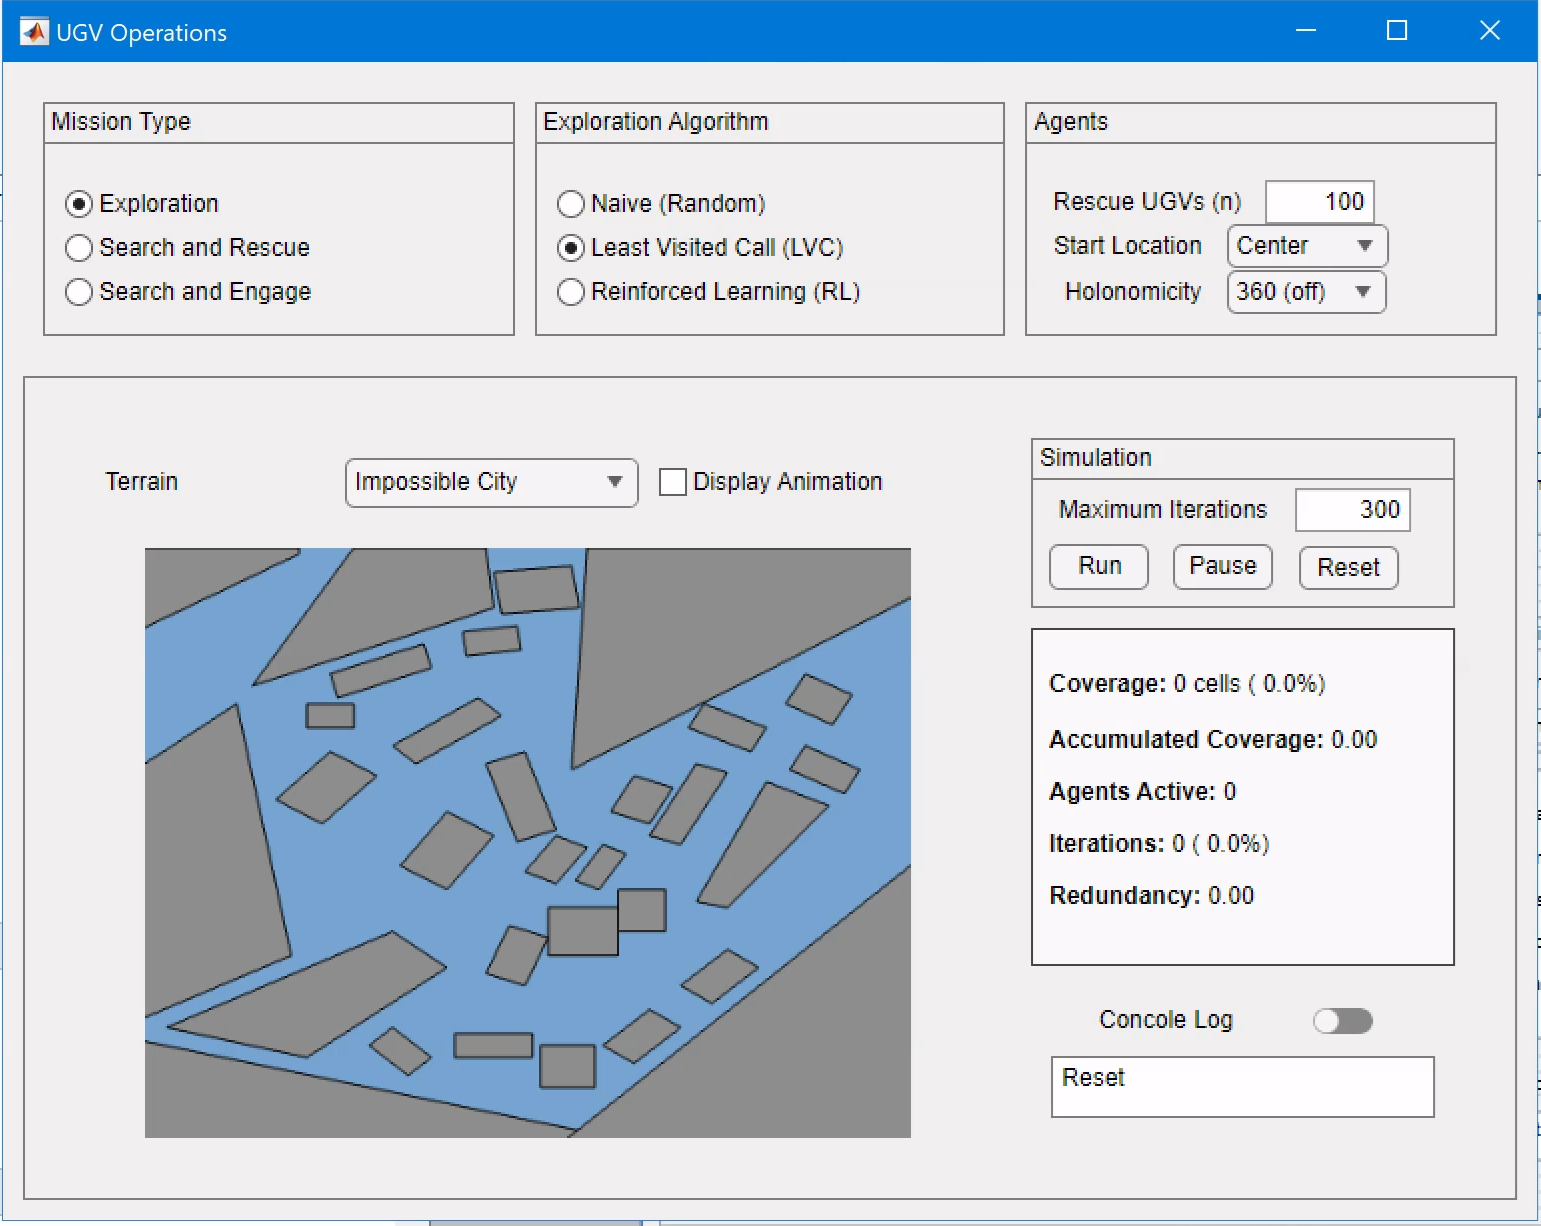 UGV Operations
Mission Type
Exploration
Search and Rescue
Search and Engage
Exploration Algorithm
Naive (Random)
Least Visited Call (LVC)
Reinforced Learning (RL)
Agents
Rescue UGVs (n) 100
Start Location Center
Holonomicity 360 (off)
Terrain Impossible City Display Animation
Simulation
Maximum Iterations 300
Run Pause Reset
Coverage: 0 cells ( 0.0%)
Accumulated Coverage: 0.00
Agents Active: 0
Iterations: 0 ( 0.0%)
Redundancy: 0.00
Concole Log
Reset